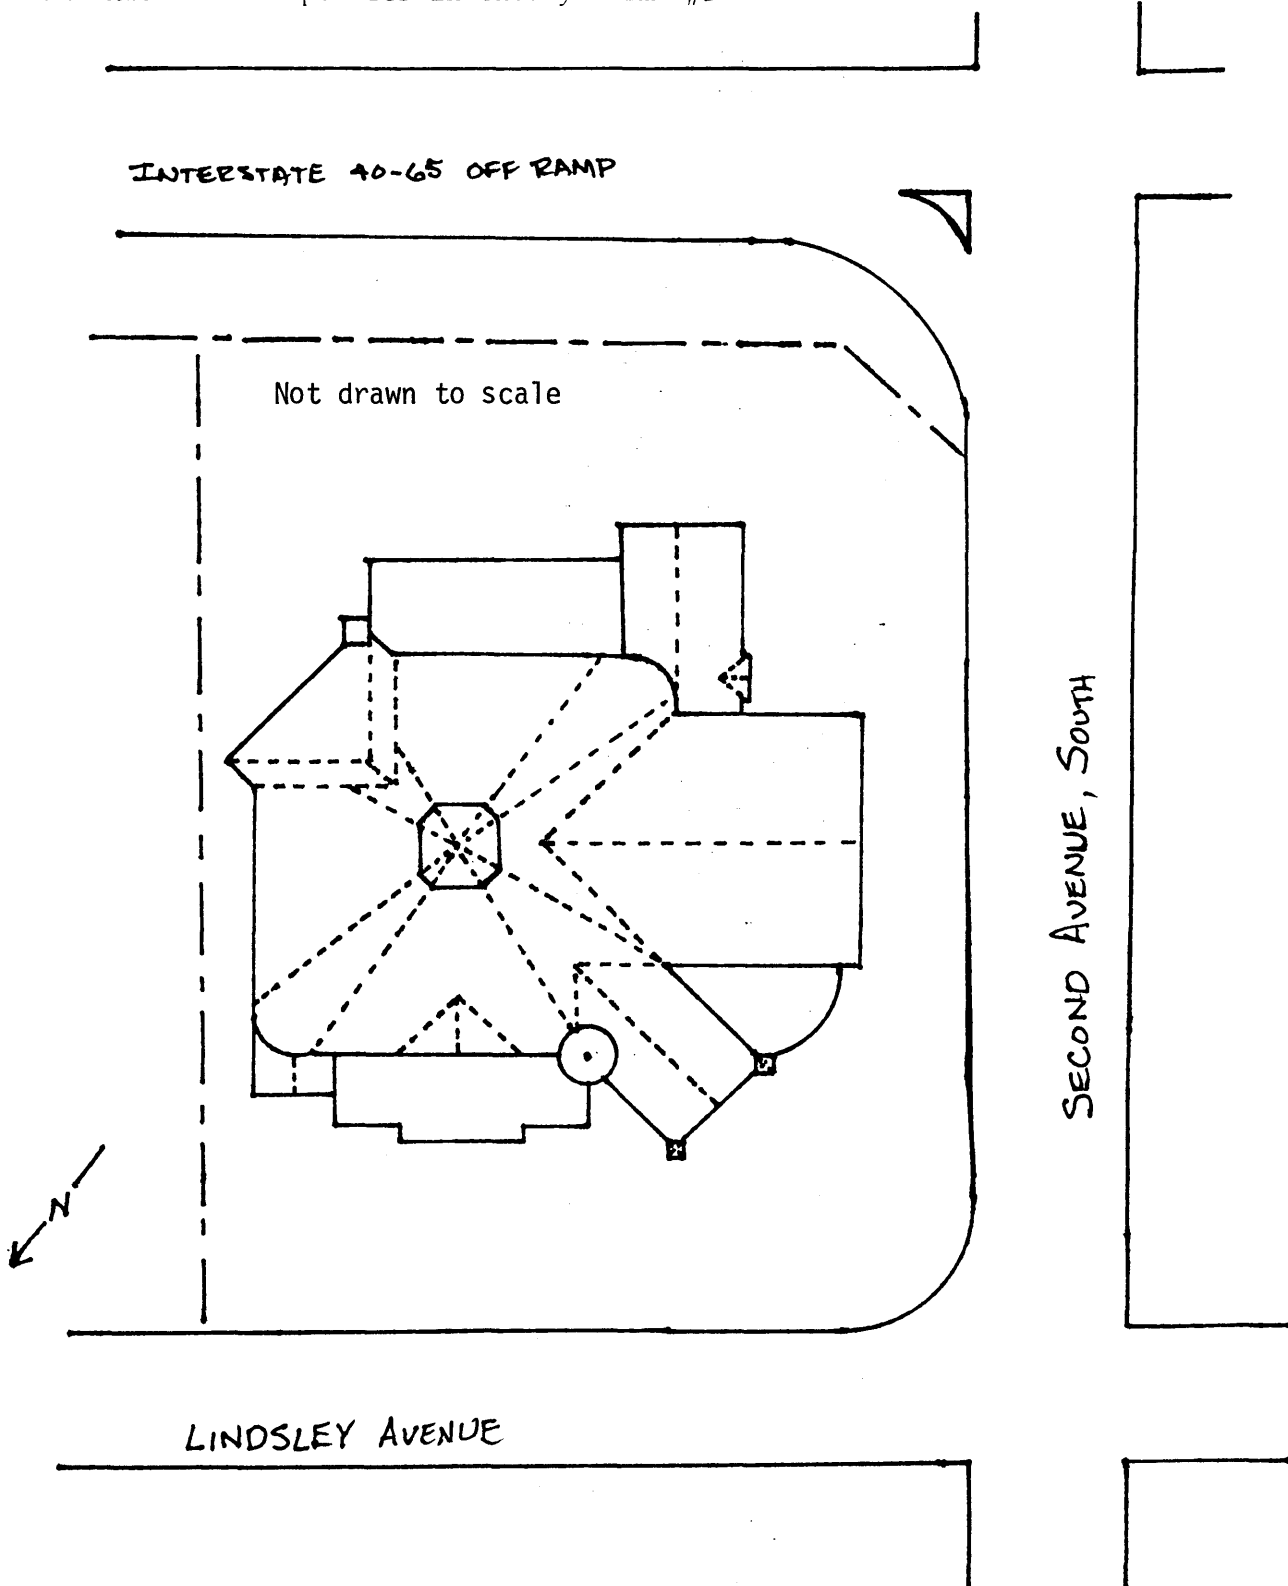 INTERSTATE 40-65 OFF RAMP
Not drawn to scale
SECOND AVENUE, SOUTH
N
LINDSLEY AVENUE